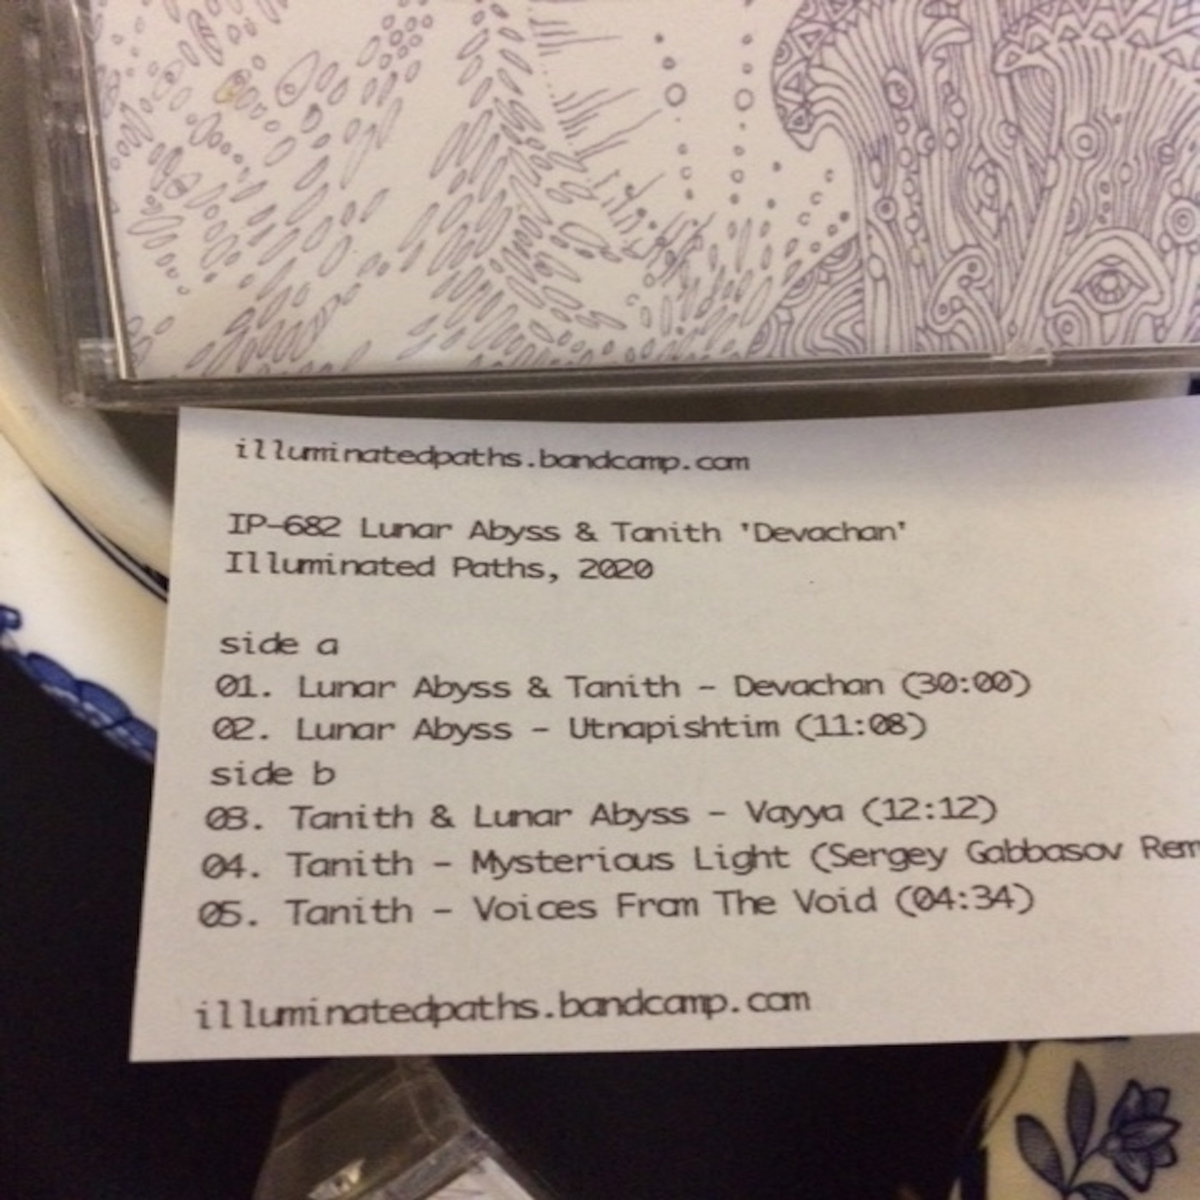 illuminatedpaths.bandcamp.com
IP-682 Lunar Abyss & Tanith 'Devachan'
Illuminated Paths, 2020
side a
01. Lunar Abyss & Tanith - Devachan (30:00)
02. Lunar Abyss - Utnapishtim (11:08)
side b
03. Tanith & Lunar Abyss - Vayya (12:12)
04. Tanith - Mysterious Light (Sergey Gabbasov Rem
05. Tanith - Voices From The Void (04:34)
illuminatedpaths.bandcamp.com